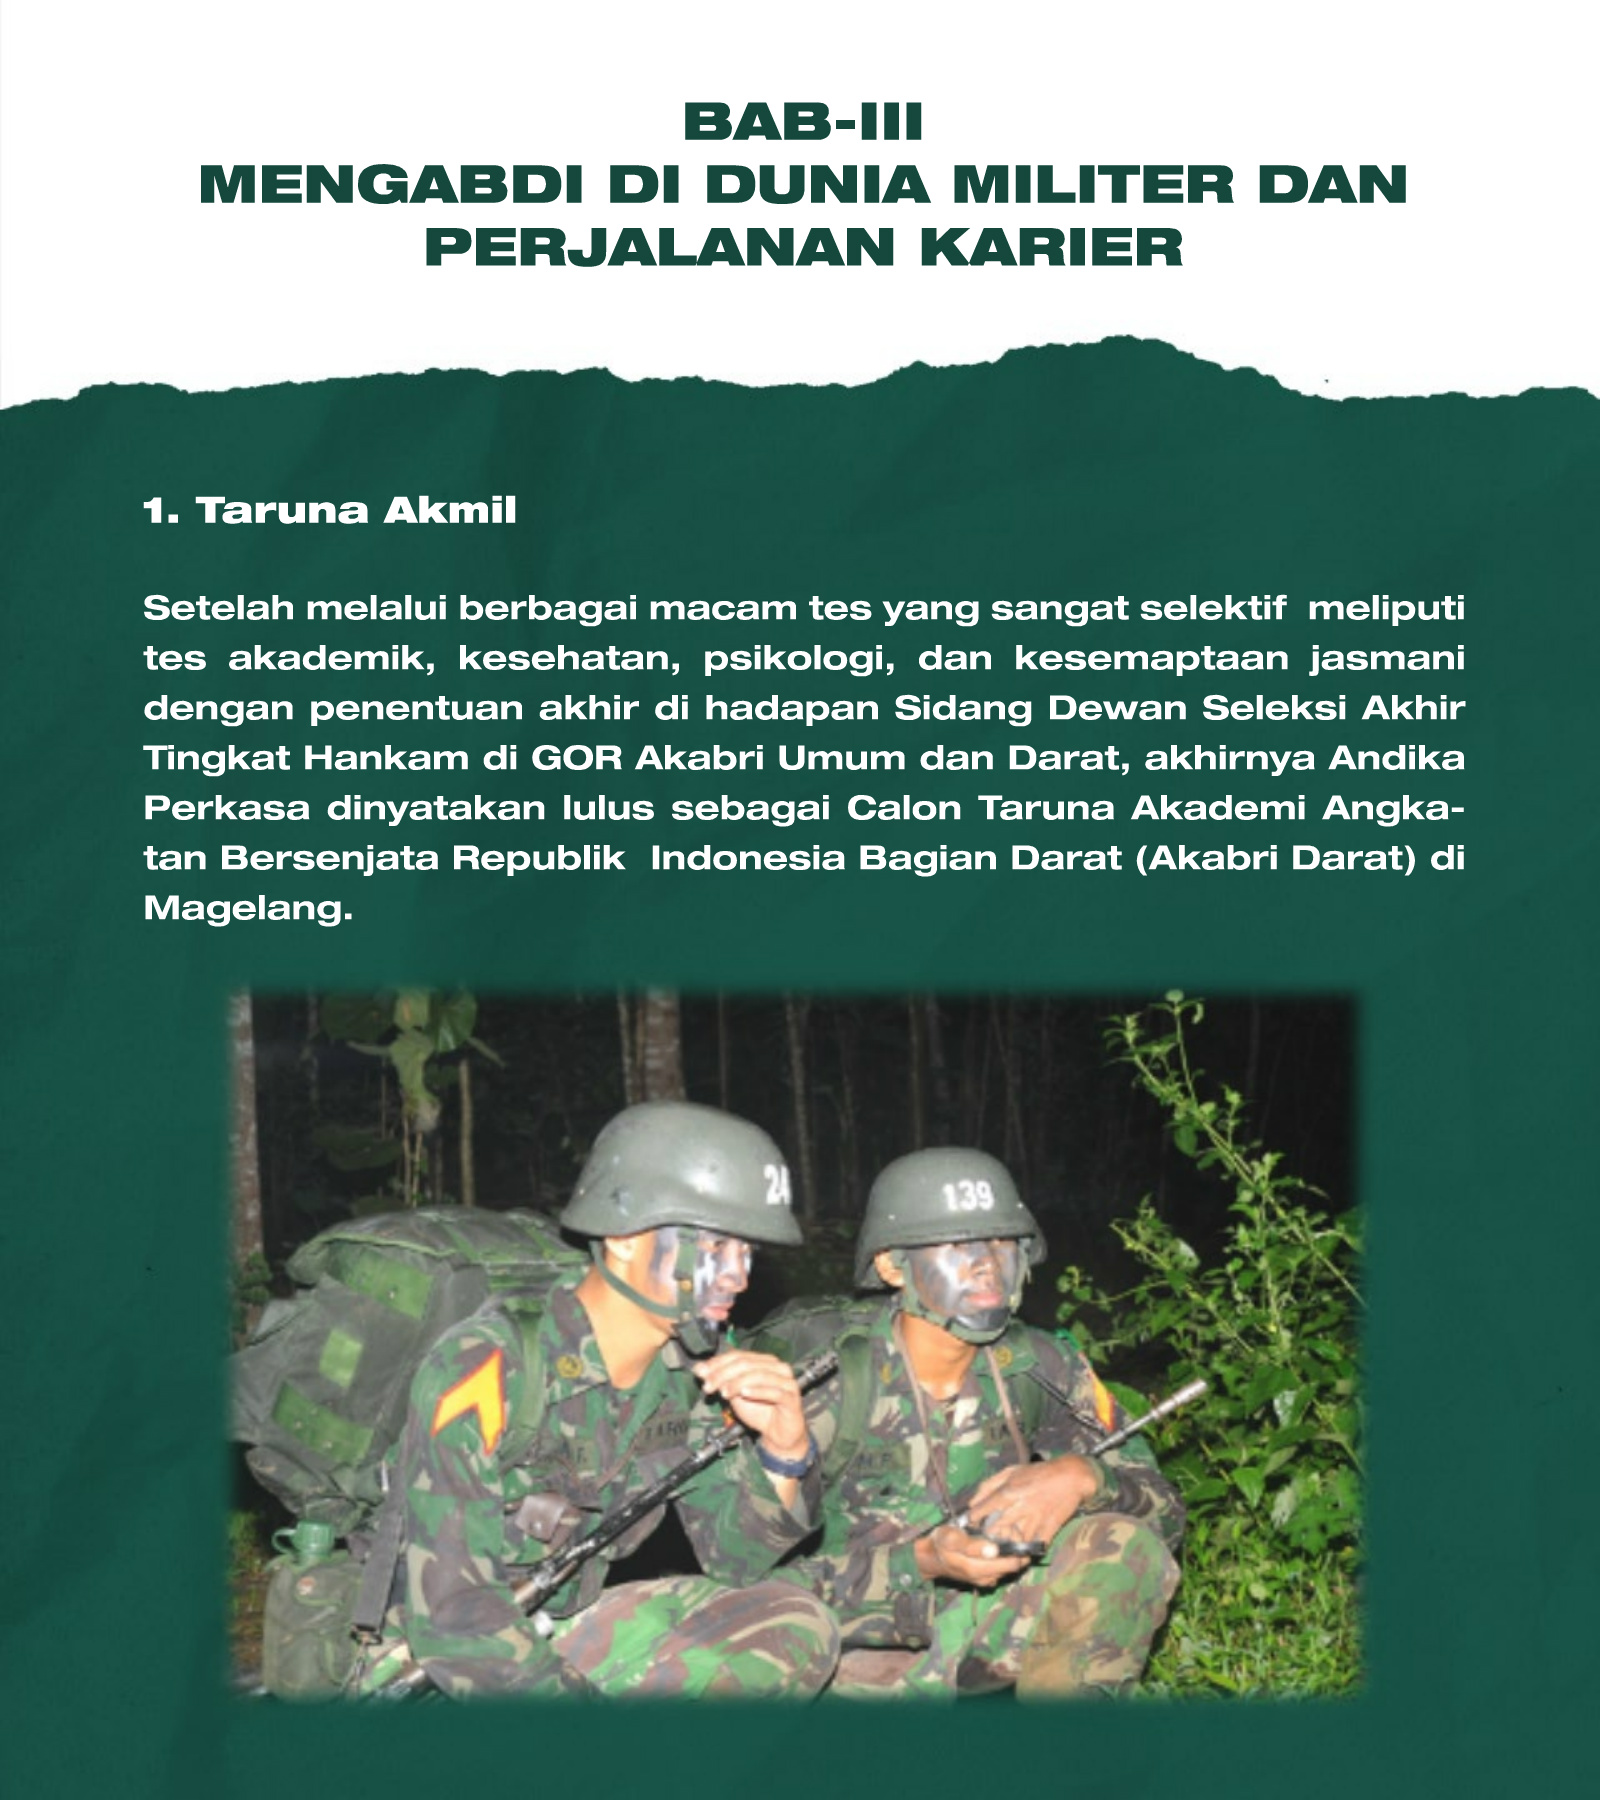 BAB-III
MENGABDI DI DUNIA MILITER DAN
PERJALANAN KARIER
1. Taruna Akmil
Setelah melalui berbagai macam tes yang sangat selektif  meliputi
tes akademik, kesehatan, psikologi, dan kesemaptaan jasmani
dengan penentuan akhir di hadapan Sidang Dewan Seleksi Akhir
Tingkat Hankam di GOR Akabri Umum dan Darat, akhirnya Andika
Perkasa dinyatakan lulus sebagai Calon Taruna Akademi Angka-
tan Bersenjata Republik  Indonesia Bagian Darat (Akabri Darat) di
Magelang.
24
139